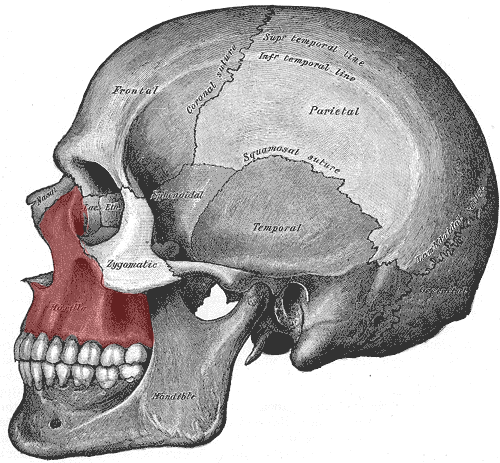 Supr temporal line
Infr temporal line
Coronal suture
Frontal
Parietal
Squamosal suture
Sphenoidal
Temporal
Nasal
Lac.
Eth.
Zygomatic
Maxilla
Mandible